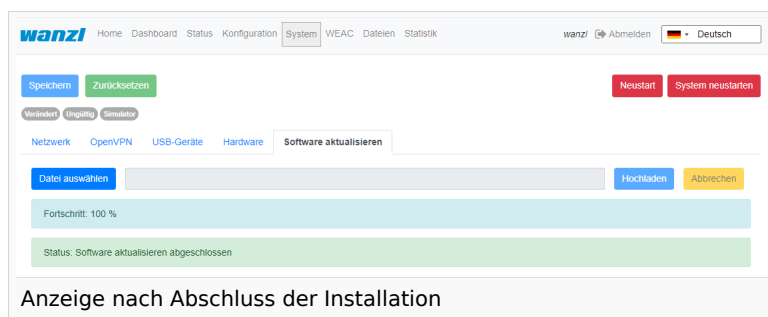 wanzl Home Dashboard Status Konfiguration System WEAC Dateien Statistik wanzl Abmelden Deutsch
Speichern Zurücksetzen Neustart System neustarten
Verändert Ungültig Simulator
Netzwerk OpenVPN USB-Geräte Hardware Software aktualisieren
Datei auswählen Hochladen Abbrechen
Fortschritt: 100 %
Status: Software aktualisieren abgeschlossen
Anzeige nach Abschluss der Installation